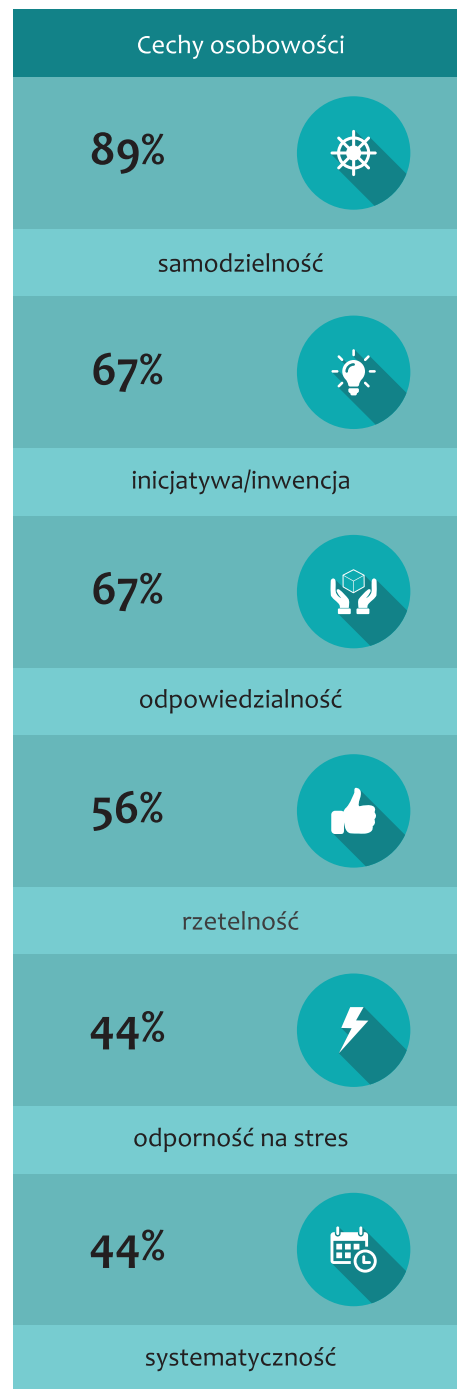 Cechy osobowości
89%
samodzielność
67%
inicjatywa/inwencja
67%
odpowiedzialność
56%
rzetelność
44%
odporność na stres
44%
systematyczność